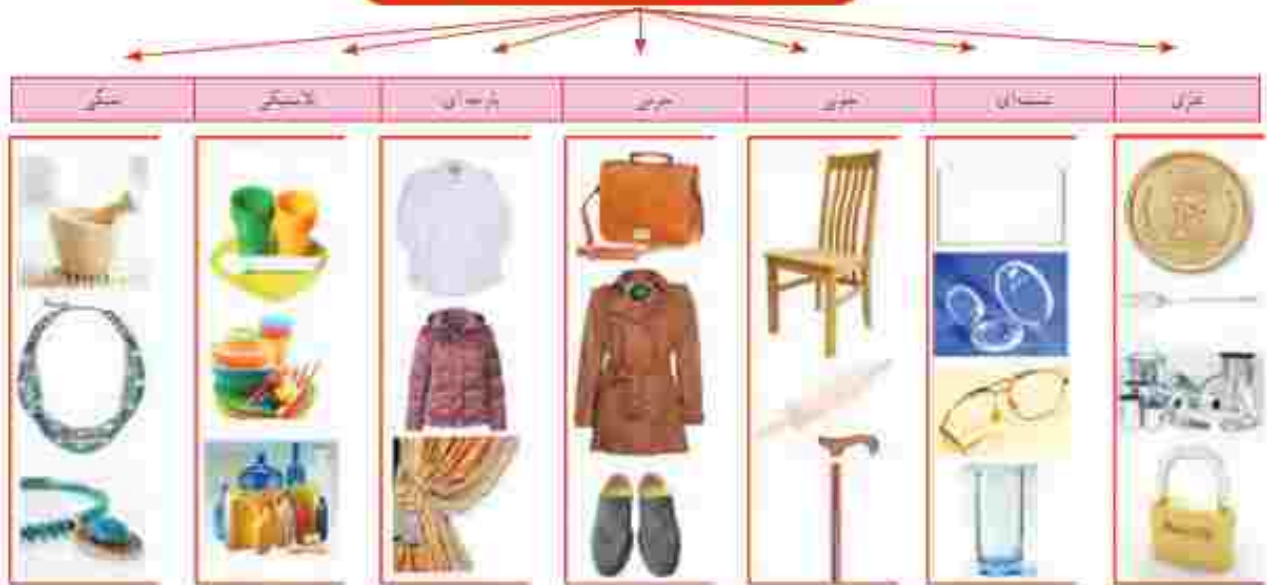 فلزی
شیشه‌ای
چوبی
چرمی
پارچه‌ای
پلاستیکی
سنگی